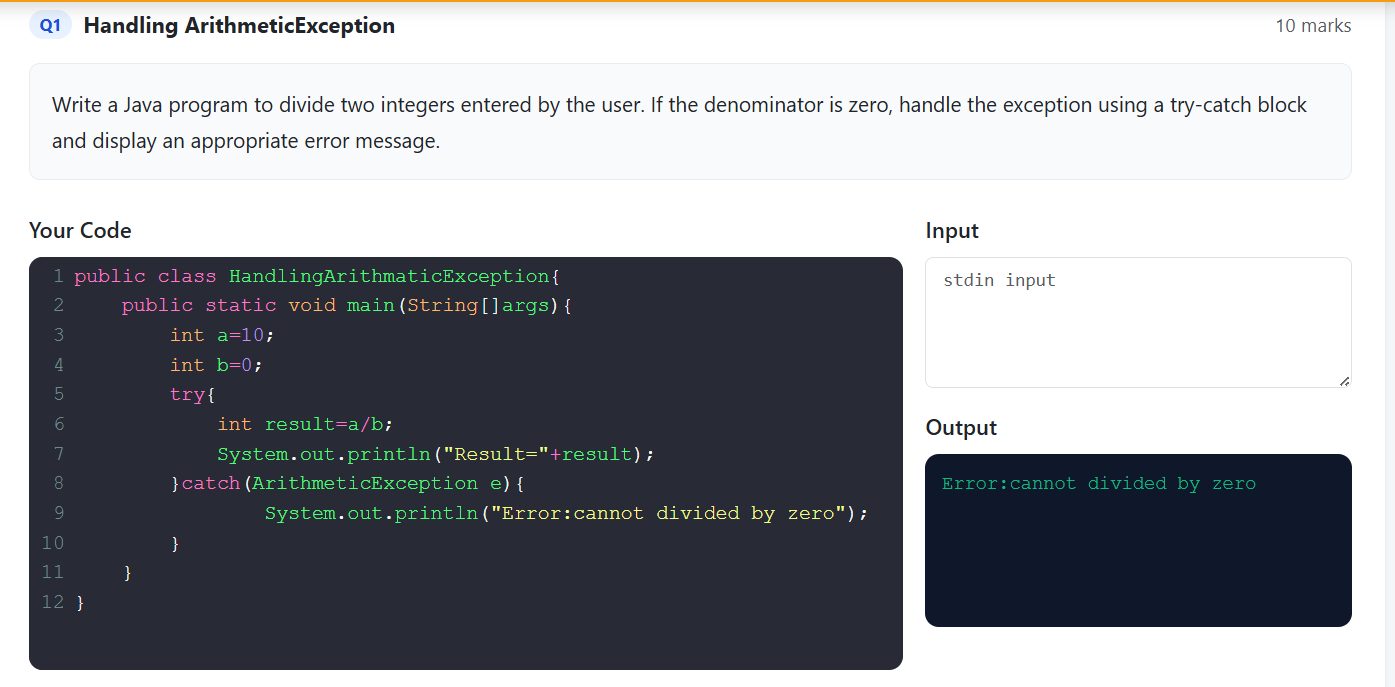 Q1 Handling ArithmeticException 10 marks
Write a Java program to divide two integers entered by the user. If the denominator is zero, handle the exception using a try-catch block
and display an appropriate error message.
Your Code
1 public class HandlingArithmaticException{
2     public static void main(String[]args){
3         int a=10;
4         int b=0;
5         try{
6             int result=a/b;
7             System.out.println("Result="+result);
8         }catch(ArithmeticException e){
9                 System.out.println("Error:cannot divided by zero");
10         }
11     }
12 }
Input
stdin input
Output
Error:cannot divided by zero